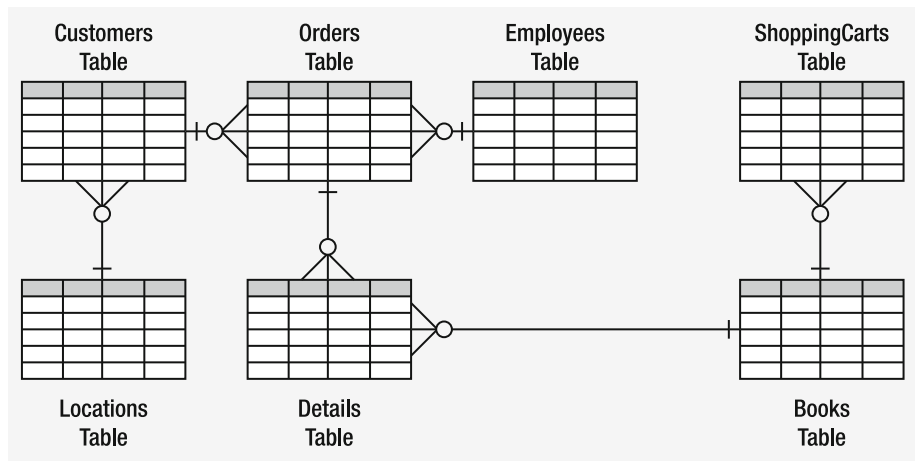 Customers
Table
Orders
Table
Employees
Table
ShoppingCarts
Table
Locations
Table
Details
Table
Books
Table